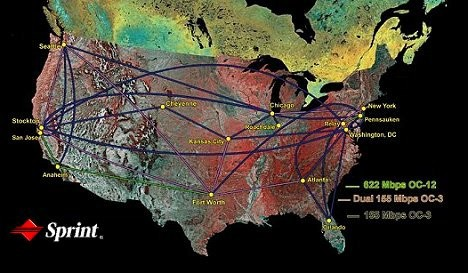 Seattle
Cheyenne
Chicago
New York
Pennsauken
Relay
Roachdale
Washington, DC
Stockton
San Jose
Kansas City
Anaheim
Atlanta
Fort Worth
622 Mbps OC-12
Dual 155 Mbps OC-3
155 Mbps OC-3
Orlando
Sprint®